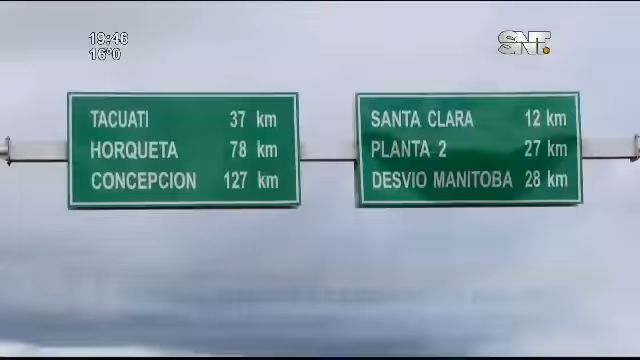 19:46
16°0
SNT.
TACUATI 37 km
HORQUETA 78 km
CONCEPCION 127 km
SANTA CLARA 12 km
PLANTA 2 27 km
DESVIO MANITOBA 28 km